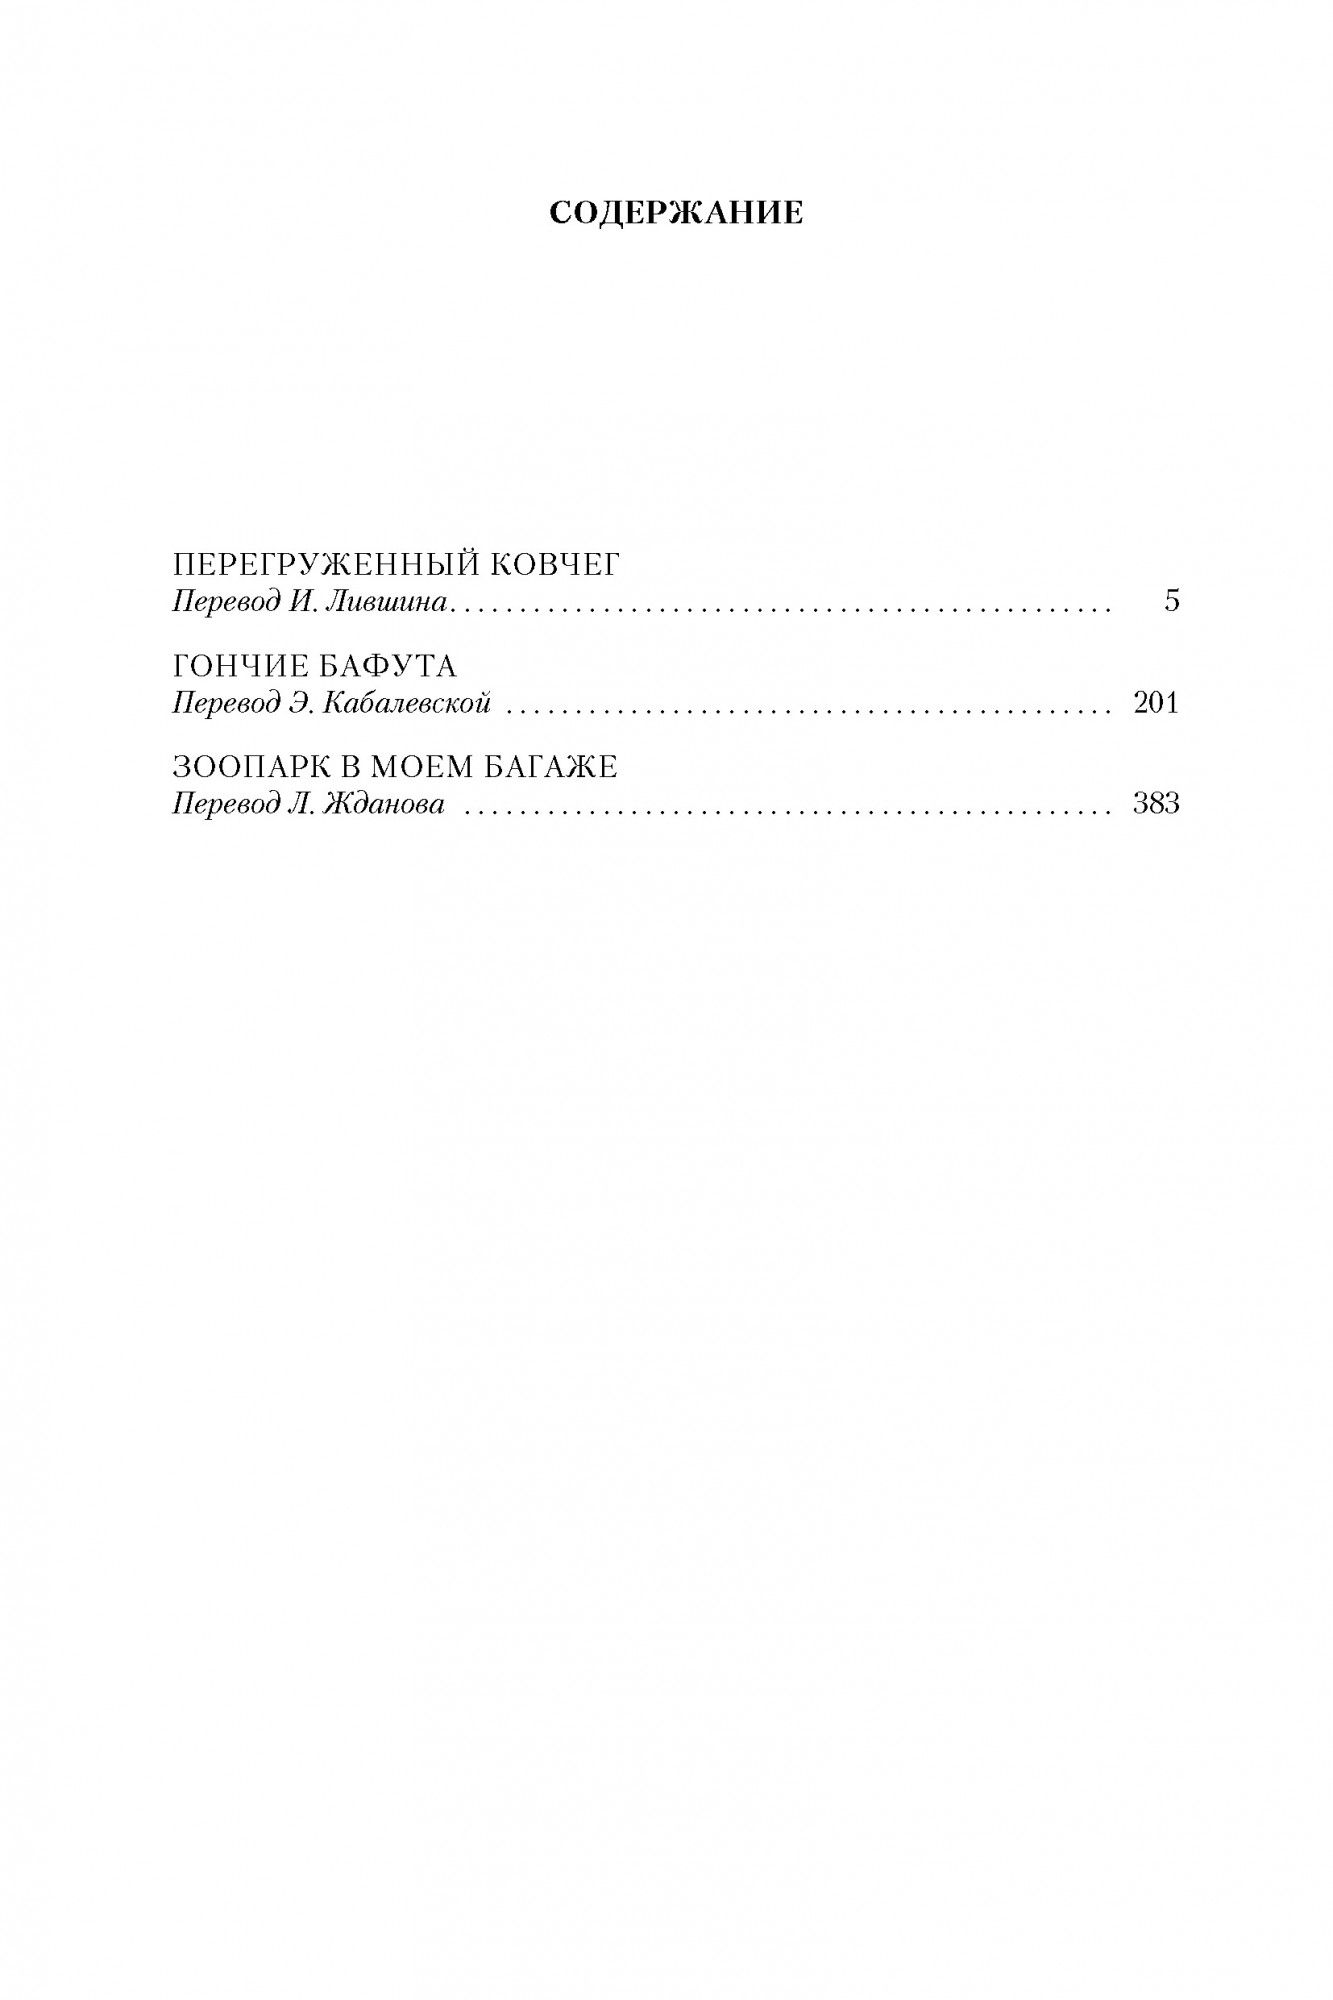 СОДЕРЖАНИЕ
ПЕРЕГРУЖЕННЫЙ КОВЧЕГ
Перевод И. Лившина. . . . . . . . . . . . . . . . . . . . . . . . . . . . . . . . . . . . . . . . . . . . . . . . 5
ГОНЧИЕ БАФУТА
Перевод Э. Кабалевской . . . . . . . . . . . . . . . . . . . . . . . . . . . . . . . . . . . . . . . . . . . . 201
ЗООПАРК В МОЕМ БАГАЖЕ
Перевод Л. Жданова . . . . . . . . . . . . . . . . . . . . . . . . . . . . . . . . . . . . . . . . . . . . . . . 383